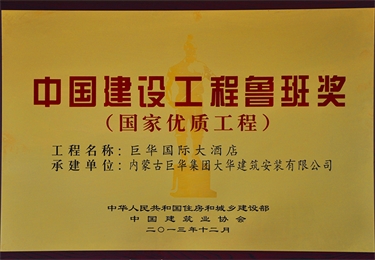 中国建设工程鲁班奖
（国家优质工程）
工程名称：巨华国际大酒店
承建单位：内蒙古巨华集团大华建筑安装有限公司
中华人民共和国住房和城乡建设部
中国建筑业协会
二〇一三年十二月